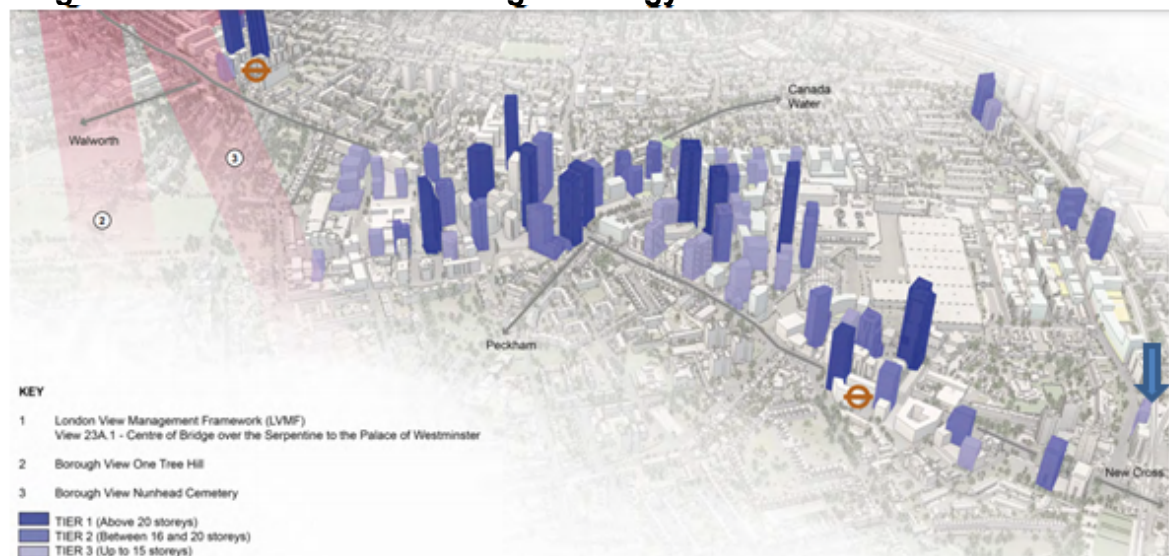 Walworth
3
2
Canada
Water
Peckham
New Cross
KEY
1 London View Management Framework (LVMF)
View 23A.1 - Centre of Bridge over the Serpentine to the Palace of Westminster
2 Borough View One Tree Hill
3 Borough View Nunhead Cemetery
TIER 1 (Above 20 storeys)
TIER 2 (Between 16 and 20 storeys)
TIER 3 (Up to 15 storeys)